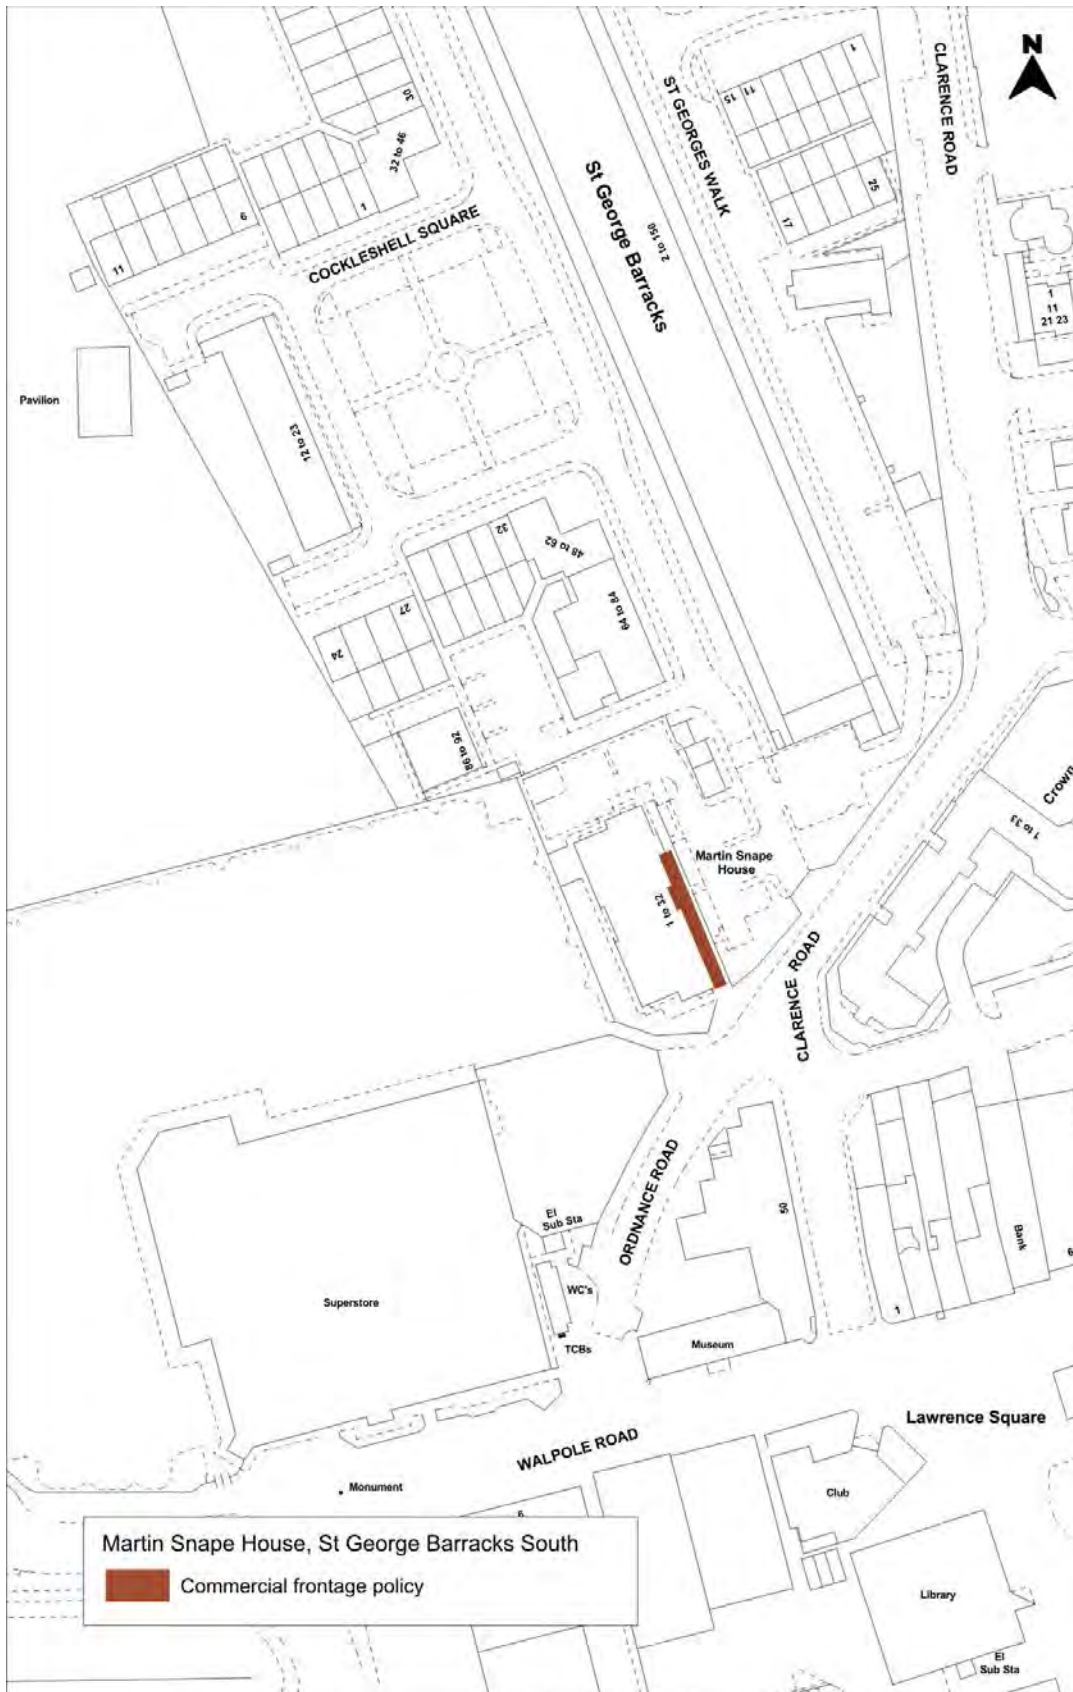 N
1
11
15
CLARENCE ROAD
30
ST GEORGES WALK
32 to 46
St George Barracks
2 to 150
25
17
6
1
COCKLESHELL SQUARE
11
1
11
21 23
Pavilion
12 to 23
32
48 to 62
64 to 84
27
24
86 to 92
Crown
1 to 33
Martin Snape
House
1 to 32
CLARENCE ROAD
ORDNANCE ROAD
50
El
Sub Sta
Bank
WC's
Superstore
1
TCBs
Museum
Lawrence Square
WALPOLE ROAD
Monument
Club
6
Martin Snape House, St George Barracks South
Commercial frontage policy
Library
El
Sub Sta